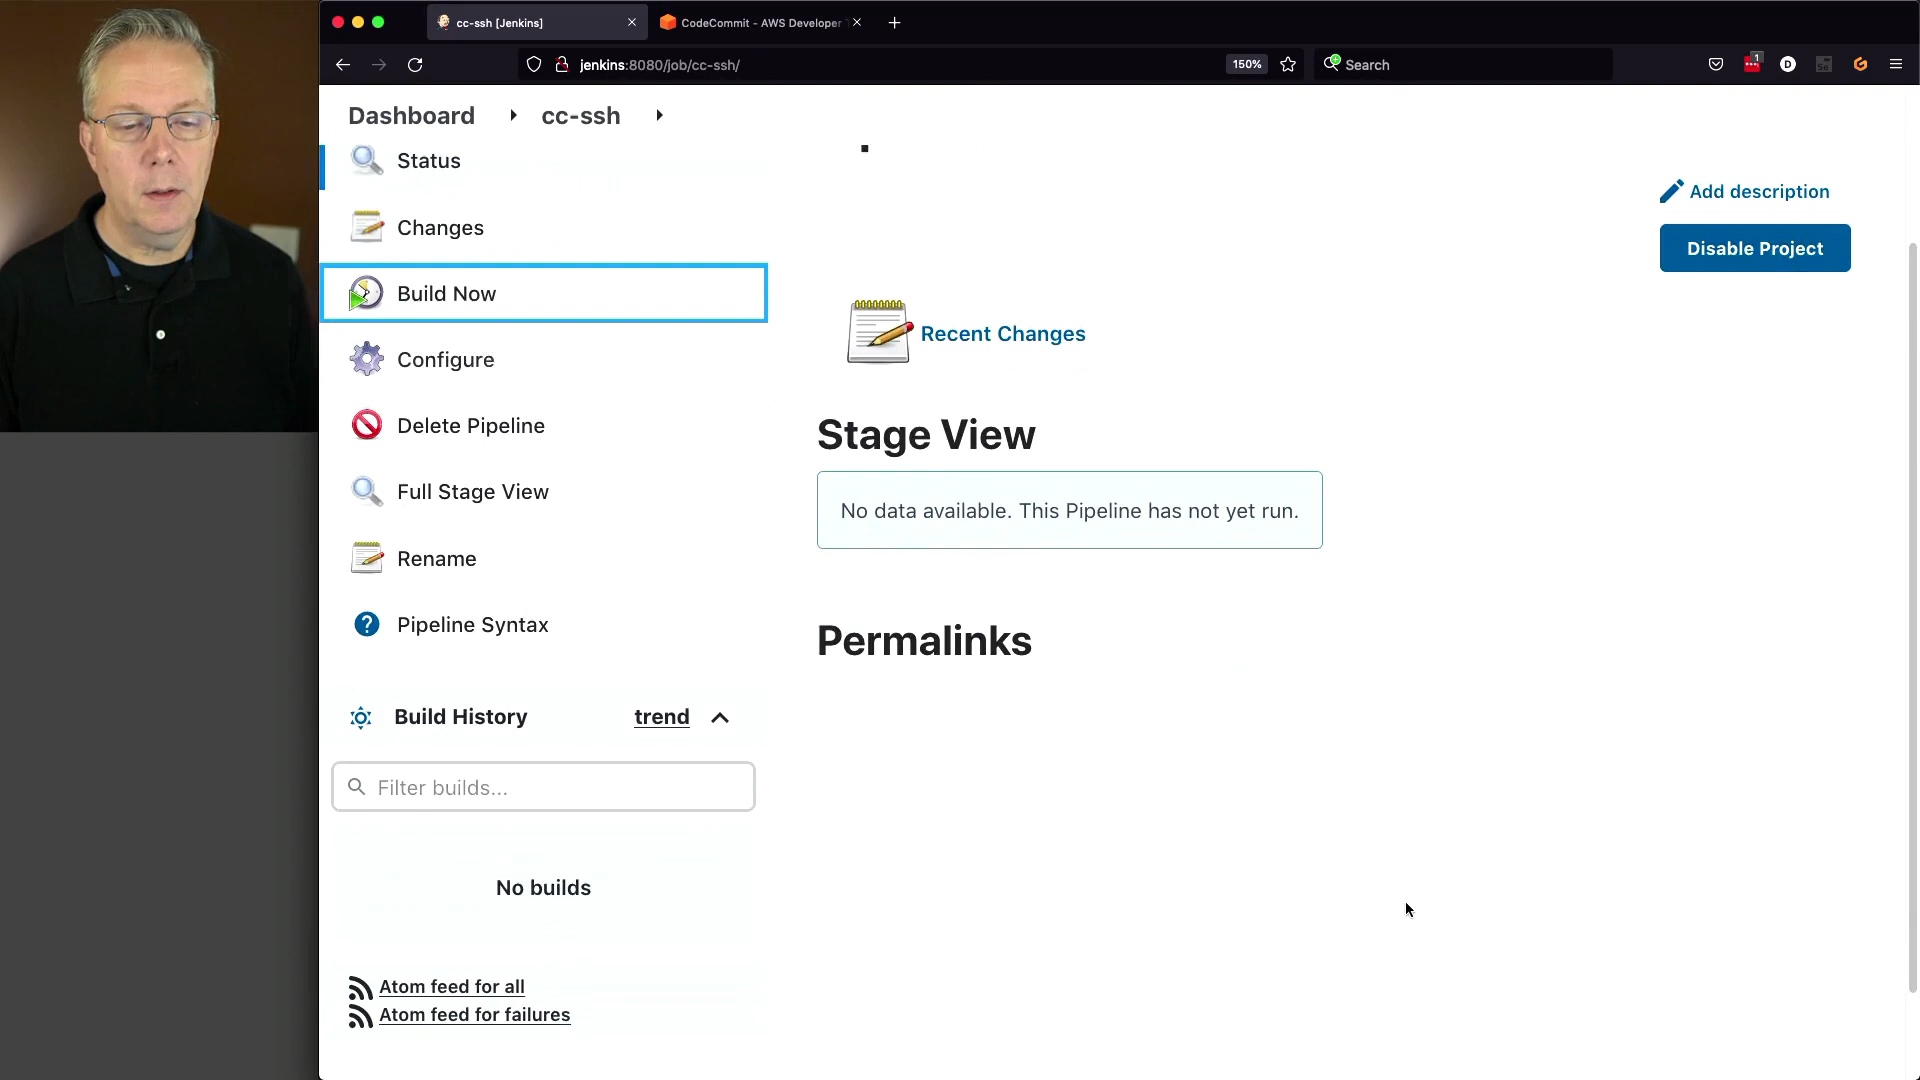 cc-ssh [Jenkins]
CodeCommit - AWS Developer
jenkins:8080/job/cc-ssh/
150%
Search
1
Dashboard
cc-ssh
Status
Changes
Build Now
Configure
Delete Pipeline
Full Stage View
Rename
Pipeline Syntax
Build History
trend
Filter builds...
No builds
Atom feed for all
Atom feed for failures
Add description
Disable Project
Recent Changes
Stage View
No data available. This Pipeline has not yet run.
Permalinks